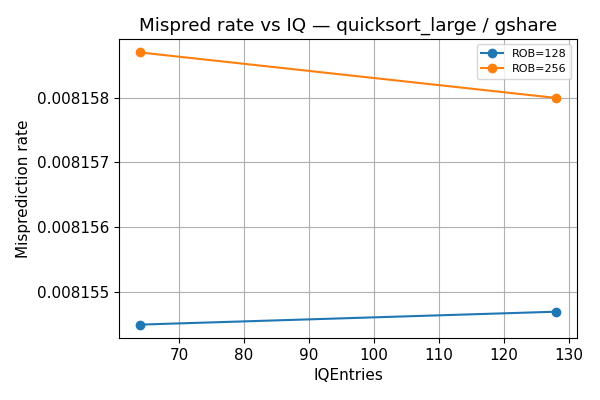 Mispred rate vs IQ — quicksort_large / gshare
ROB=128
ROB=256
Misprediction rate
0.008158
0.008157
0.008156
0.008155
70 80 90 100 110 120 130
IQEntries